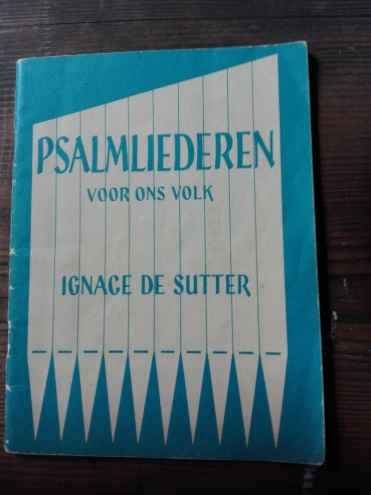 PSALMLIEDEREN
VOOR ONS VOLK
IGNACE DE SUTTER